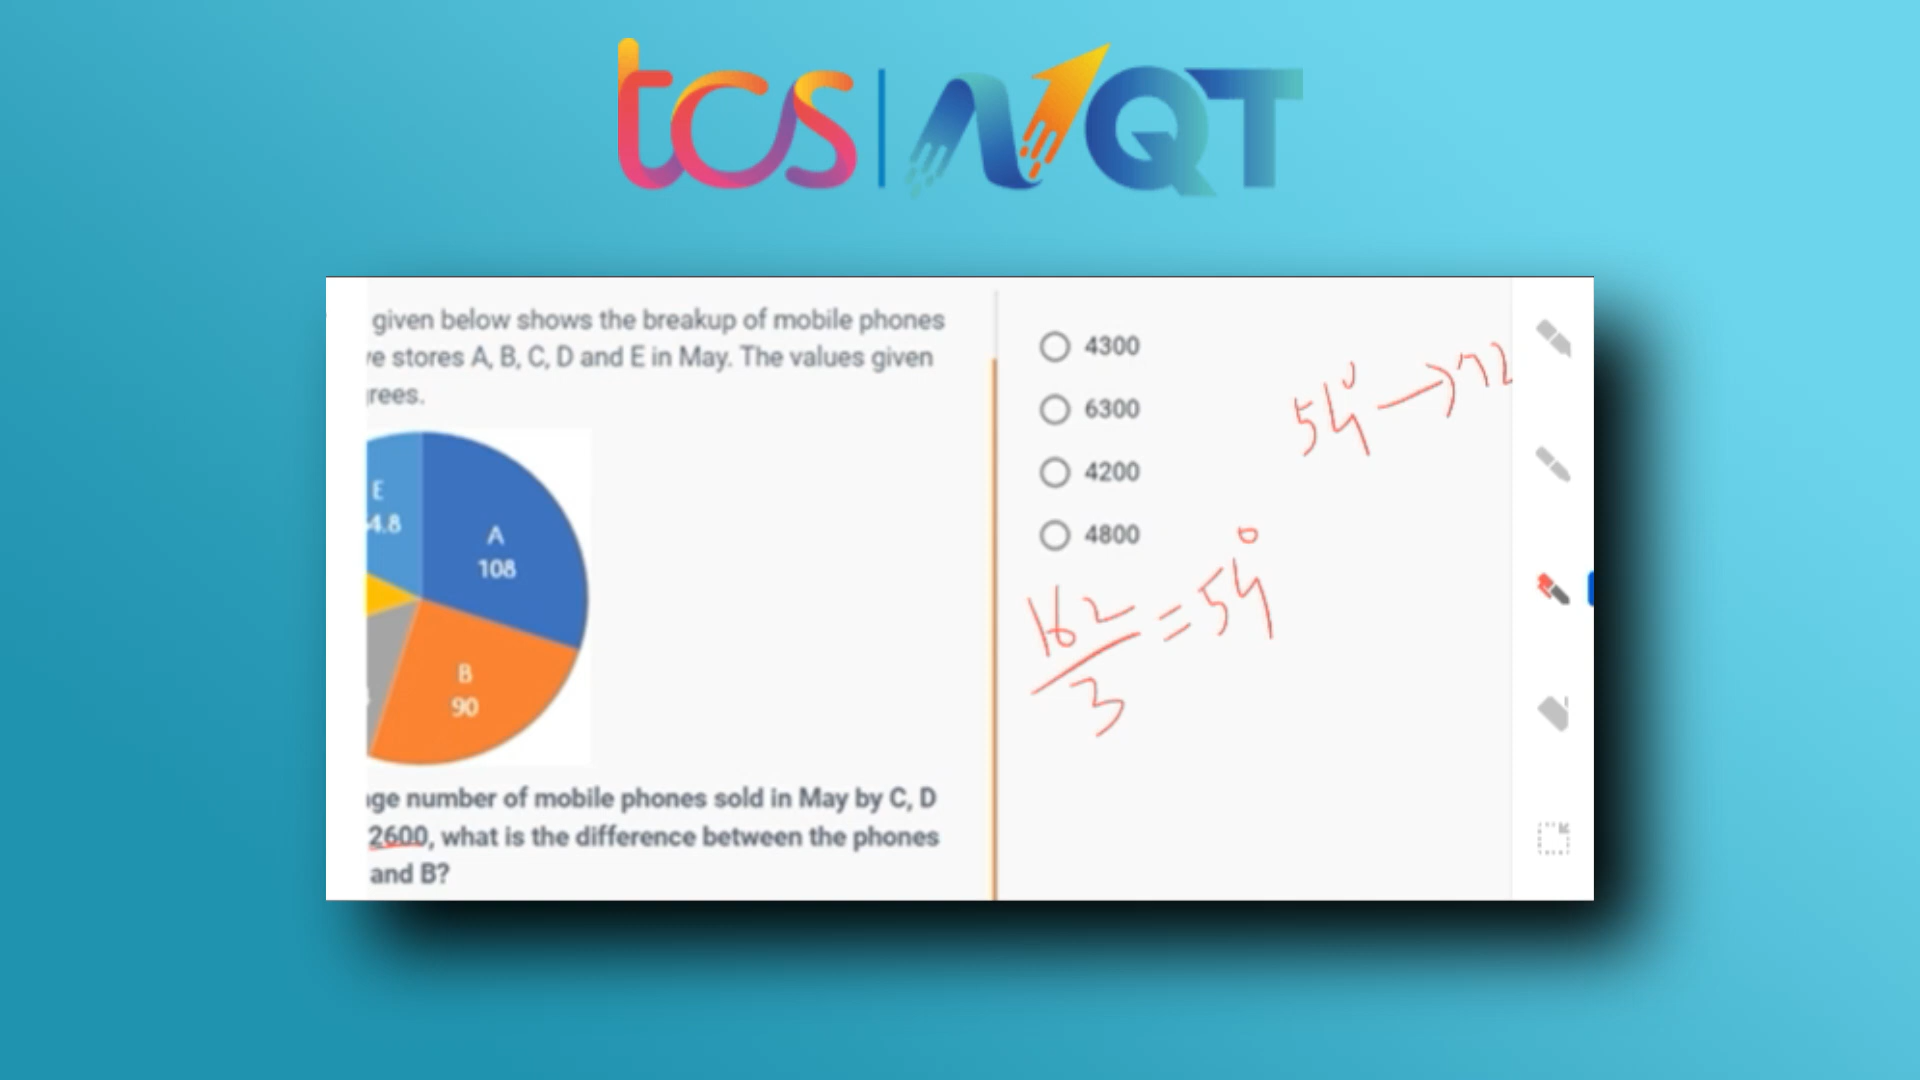 tcs NQT
given below shows the breakup of mobile phones
ve stores A, B, C, D and E in May. The values given
rees.
E
4.8
A
108
B
90
ge number of mobile phones sold in May by C, D
2600, what is the difference between the phones
and B?
4300
6300
4200
4800
54° → 72
162/3 = 54°